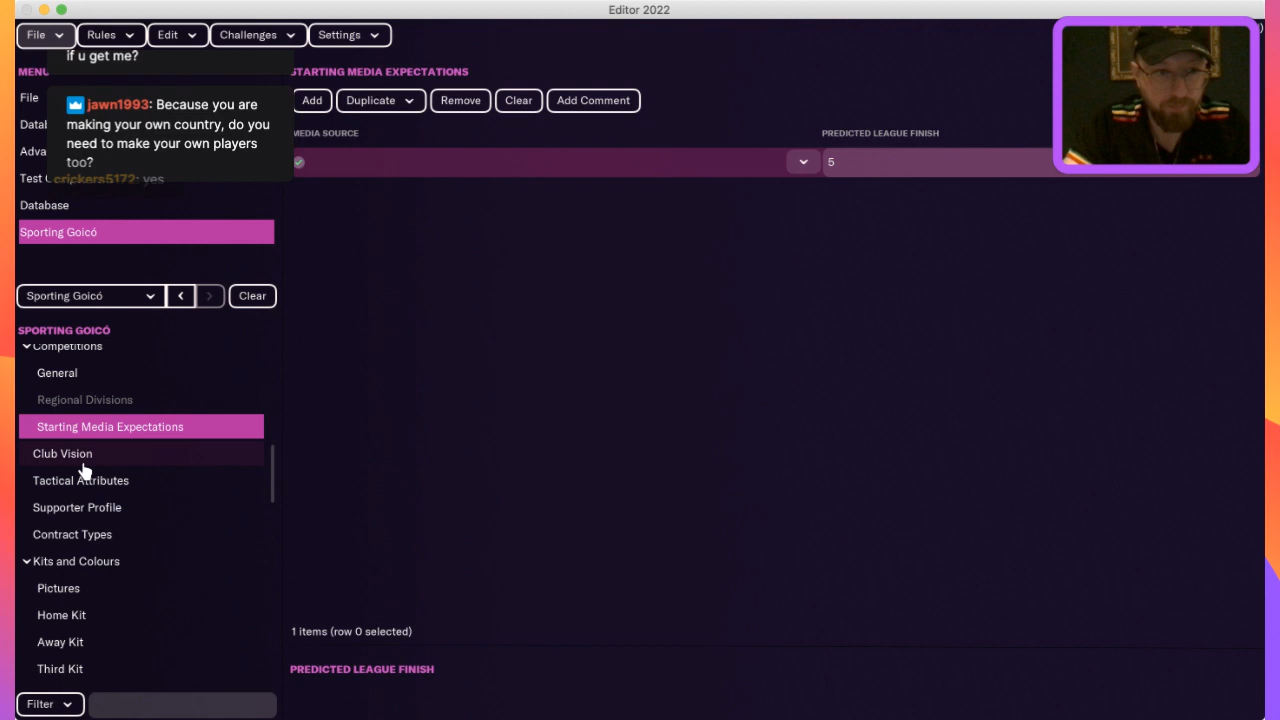 Editor 2022
File
Rules
Edit
Challenges
Settings
if u get me?
MENU
jawn1993: Because you are
making your own country, do you
need to make your own players
too?
crickers5172: yes
File
Datab
Adva
Test C
Database
Sporting Goicó
Sporting Goicó
Clear
SPORTING GOICÓ
Competitions
General
Regional Divisions
Starting Media Expectations
Club Vision
Tactical Attributes
Supporter Profile
Contract Types
Kits and Colours
Pictures
Home Kit
Away Kit
Third Kit
Filter
STARTING MEDIA EXPECTATIONS
Add
Duplicate
Remove
Clear
Add Comment
MEDIA SOURCE
PREDICTED LEAGUE FINISH
5
1 items (row 0 selected)
PREDICTED LEAGUE FINISH